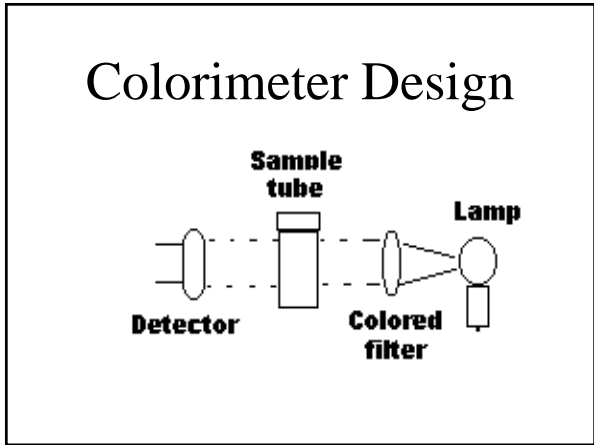 Colorimeter Design
Sample
tube
Lamp
Detector
Colored
filter